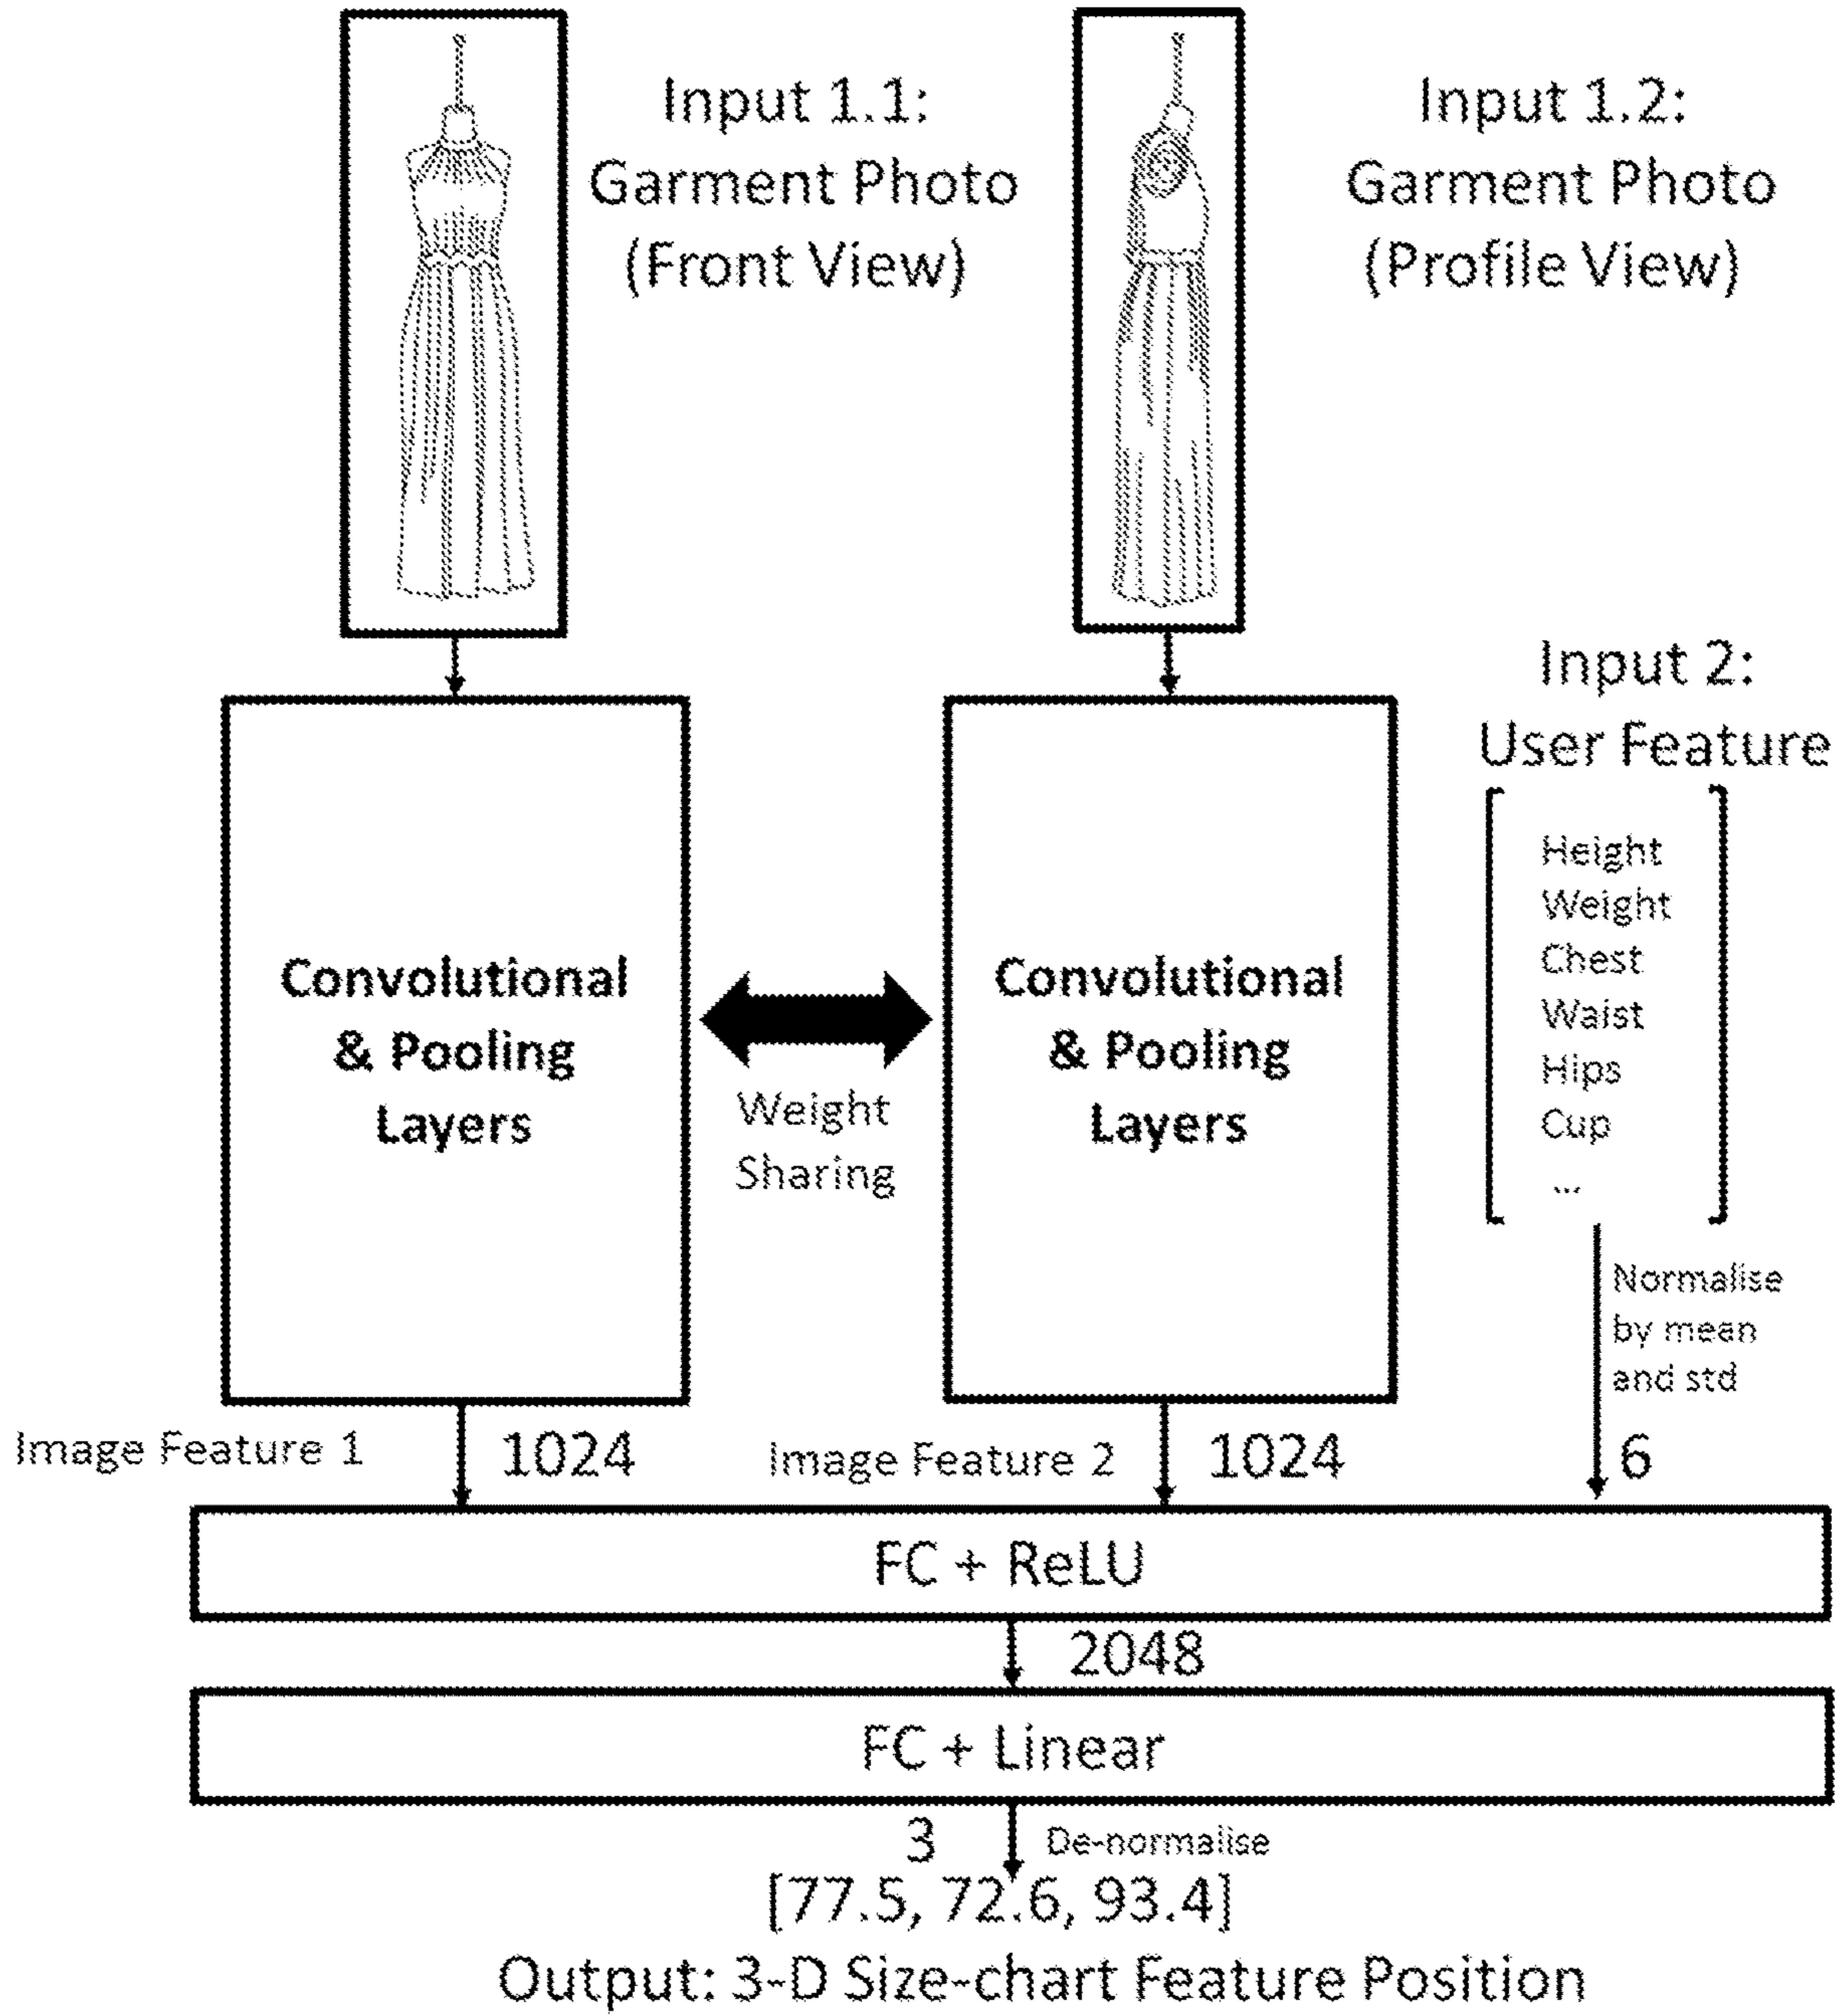 Input 1.1:
Garment Photo
(Front View)
Input 1.2:
Garment Photo
(Profile View)
Input 2:
User Feature
Height
Weight
Chest
Waist
Hips
Cup
...
Convolutional
& Pooling
Layers
Weight
Sharing
Convolutional
& Pooling
Layers
Normalise
by mean
and std
Image Feature 1
1024
Image Feature 2
1024
6
FC + ReLU
2048
FC + Linear
3
De-normalise
[77.5, 72.6, 93.4]
Output: 3-D Size-chart Feature Position